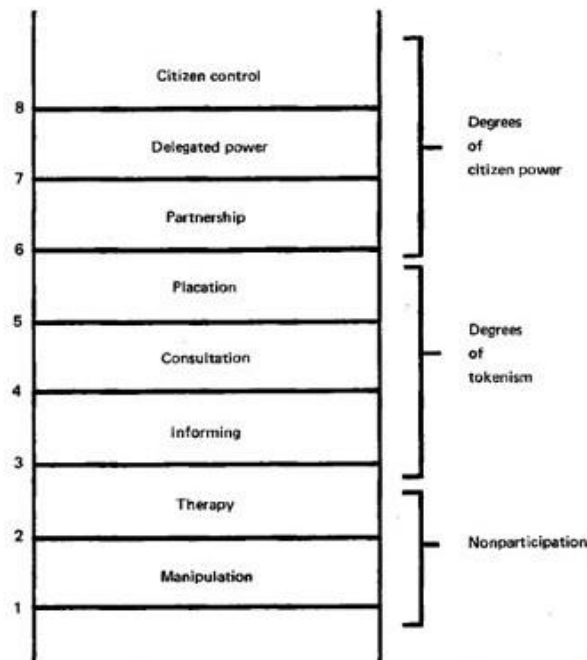 Citizen control
8
Delegated power
7
Partnership
6
Placation
5
Consultation
4
Informing
3
Therapy
2
Manipulation
1
Degrees
of
citizen power
Degrees
of
tokenism
Nonparticipation